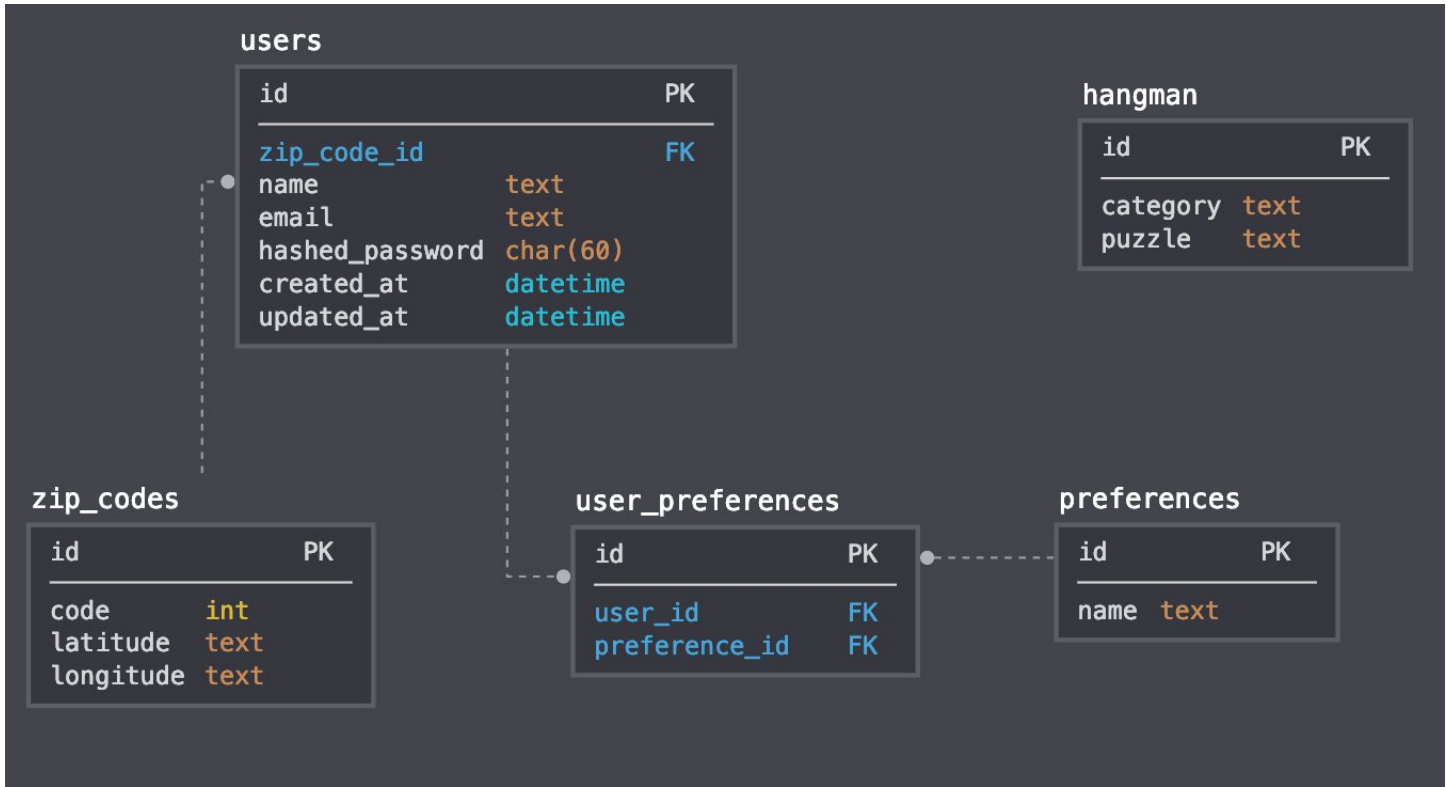 users
id PK
zip_code_id FK
name text
email text
hashed_password char(60)
created_at datetime
updated_at datetime
hangman
id PK
category text
puzzle text
zip_codes
id PK
code int
latitude text
longitude text
user_preferences
id PK
user_id FK
preference_id FK
preferences
id PK
name text